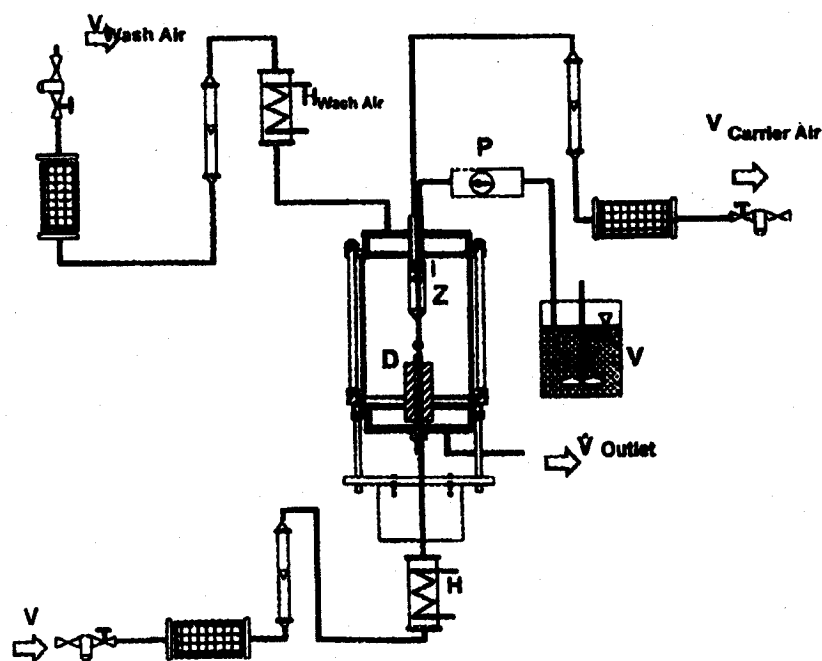 V Wash Air
H Wash Air
P
V Carrier Air
I
Z
D
V
V̇ Outlet
H
V